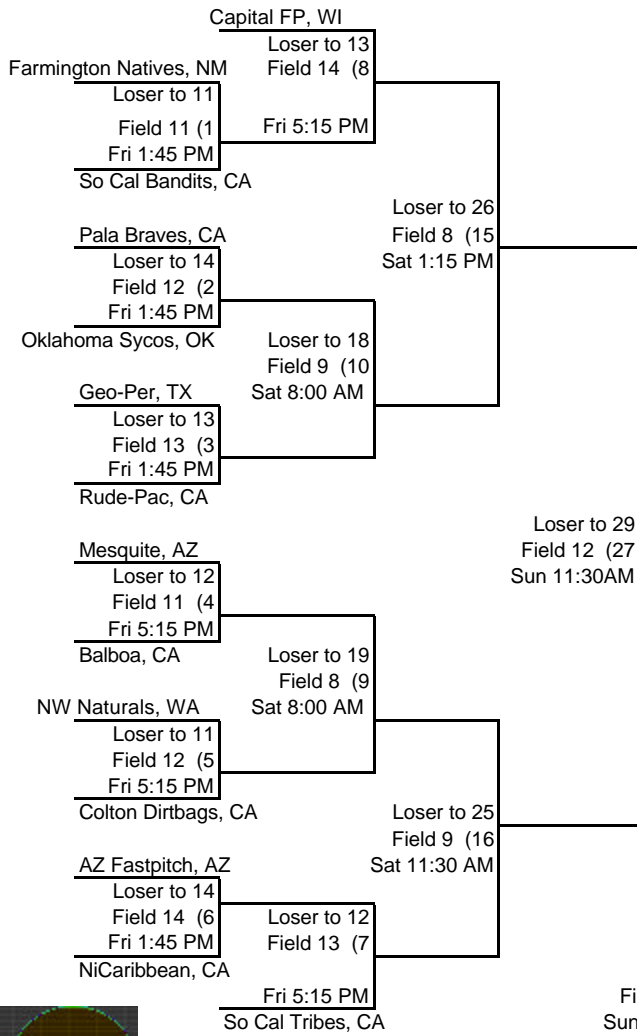 Capital FP, WI
Loser to 13
Farmington Natives, NM Field 14 (8
Loser to 11
Field 11 (1 Fri 5:15 PM
Fri 1:45 PM
So Cal Bandits, CA
Loser to 26
Pala Braves, CA Field 8 (15
Loser to 14 Sat 1:15 PM
Field 12 (2
Fri 1:45 PM
Oklahoma Sycos, OK Loser to 18
Field 9 (10
Geo-Per, TX Sat 8:00 AM
Loser to 13
Field 13 (3
Fri 1:45 PM
Rude-Pac, CA
Loser to 29
Mesquite, AZ Field 12 (27
Loser to 12 Sun 11:30AM
Field 11 (4
Fri 5:15 PM
Balboa, CA Loser to 19
Field 8 (9
NW Naturals, WA Sat 8:00 AM
Loser to 11
Field 12 (5
Fri 5:15 PM
Colton Dirtbags, CA Loser to 25
Field 9 (16
AZ Fastpitch, AZ Sat 11:30 AM
Loser to 14
Field 14 (6 Loser to 12
Fri 1:45 PM Field 13 (7
NiCaribbean, CA
Fri 5:15 PM Fi
So Cal Tribes, CA Sun